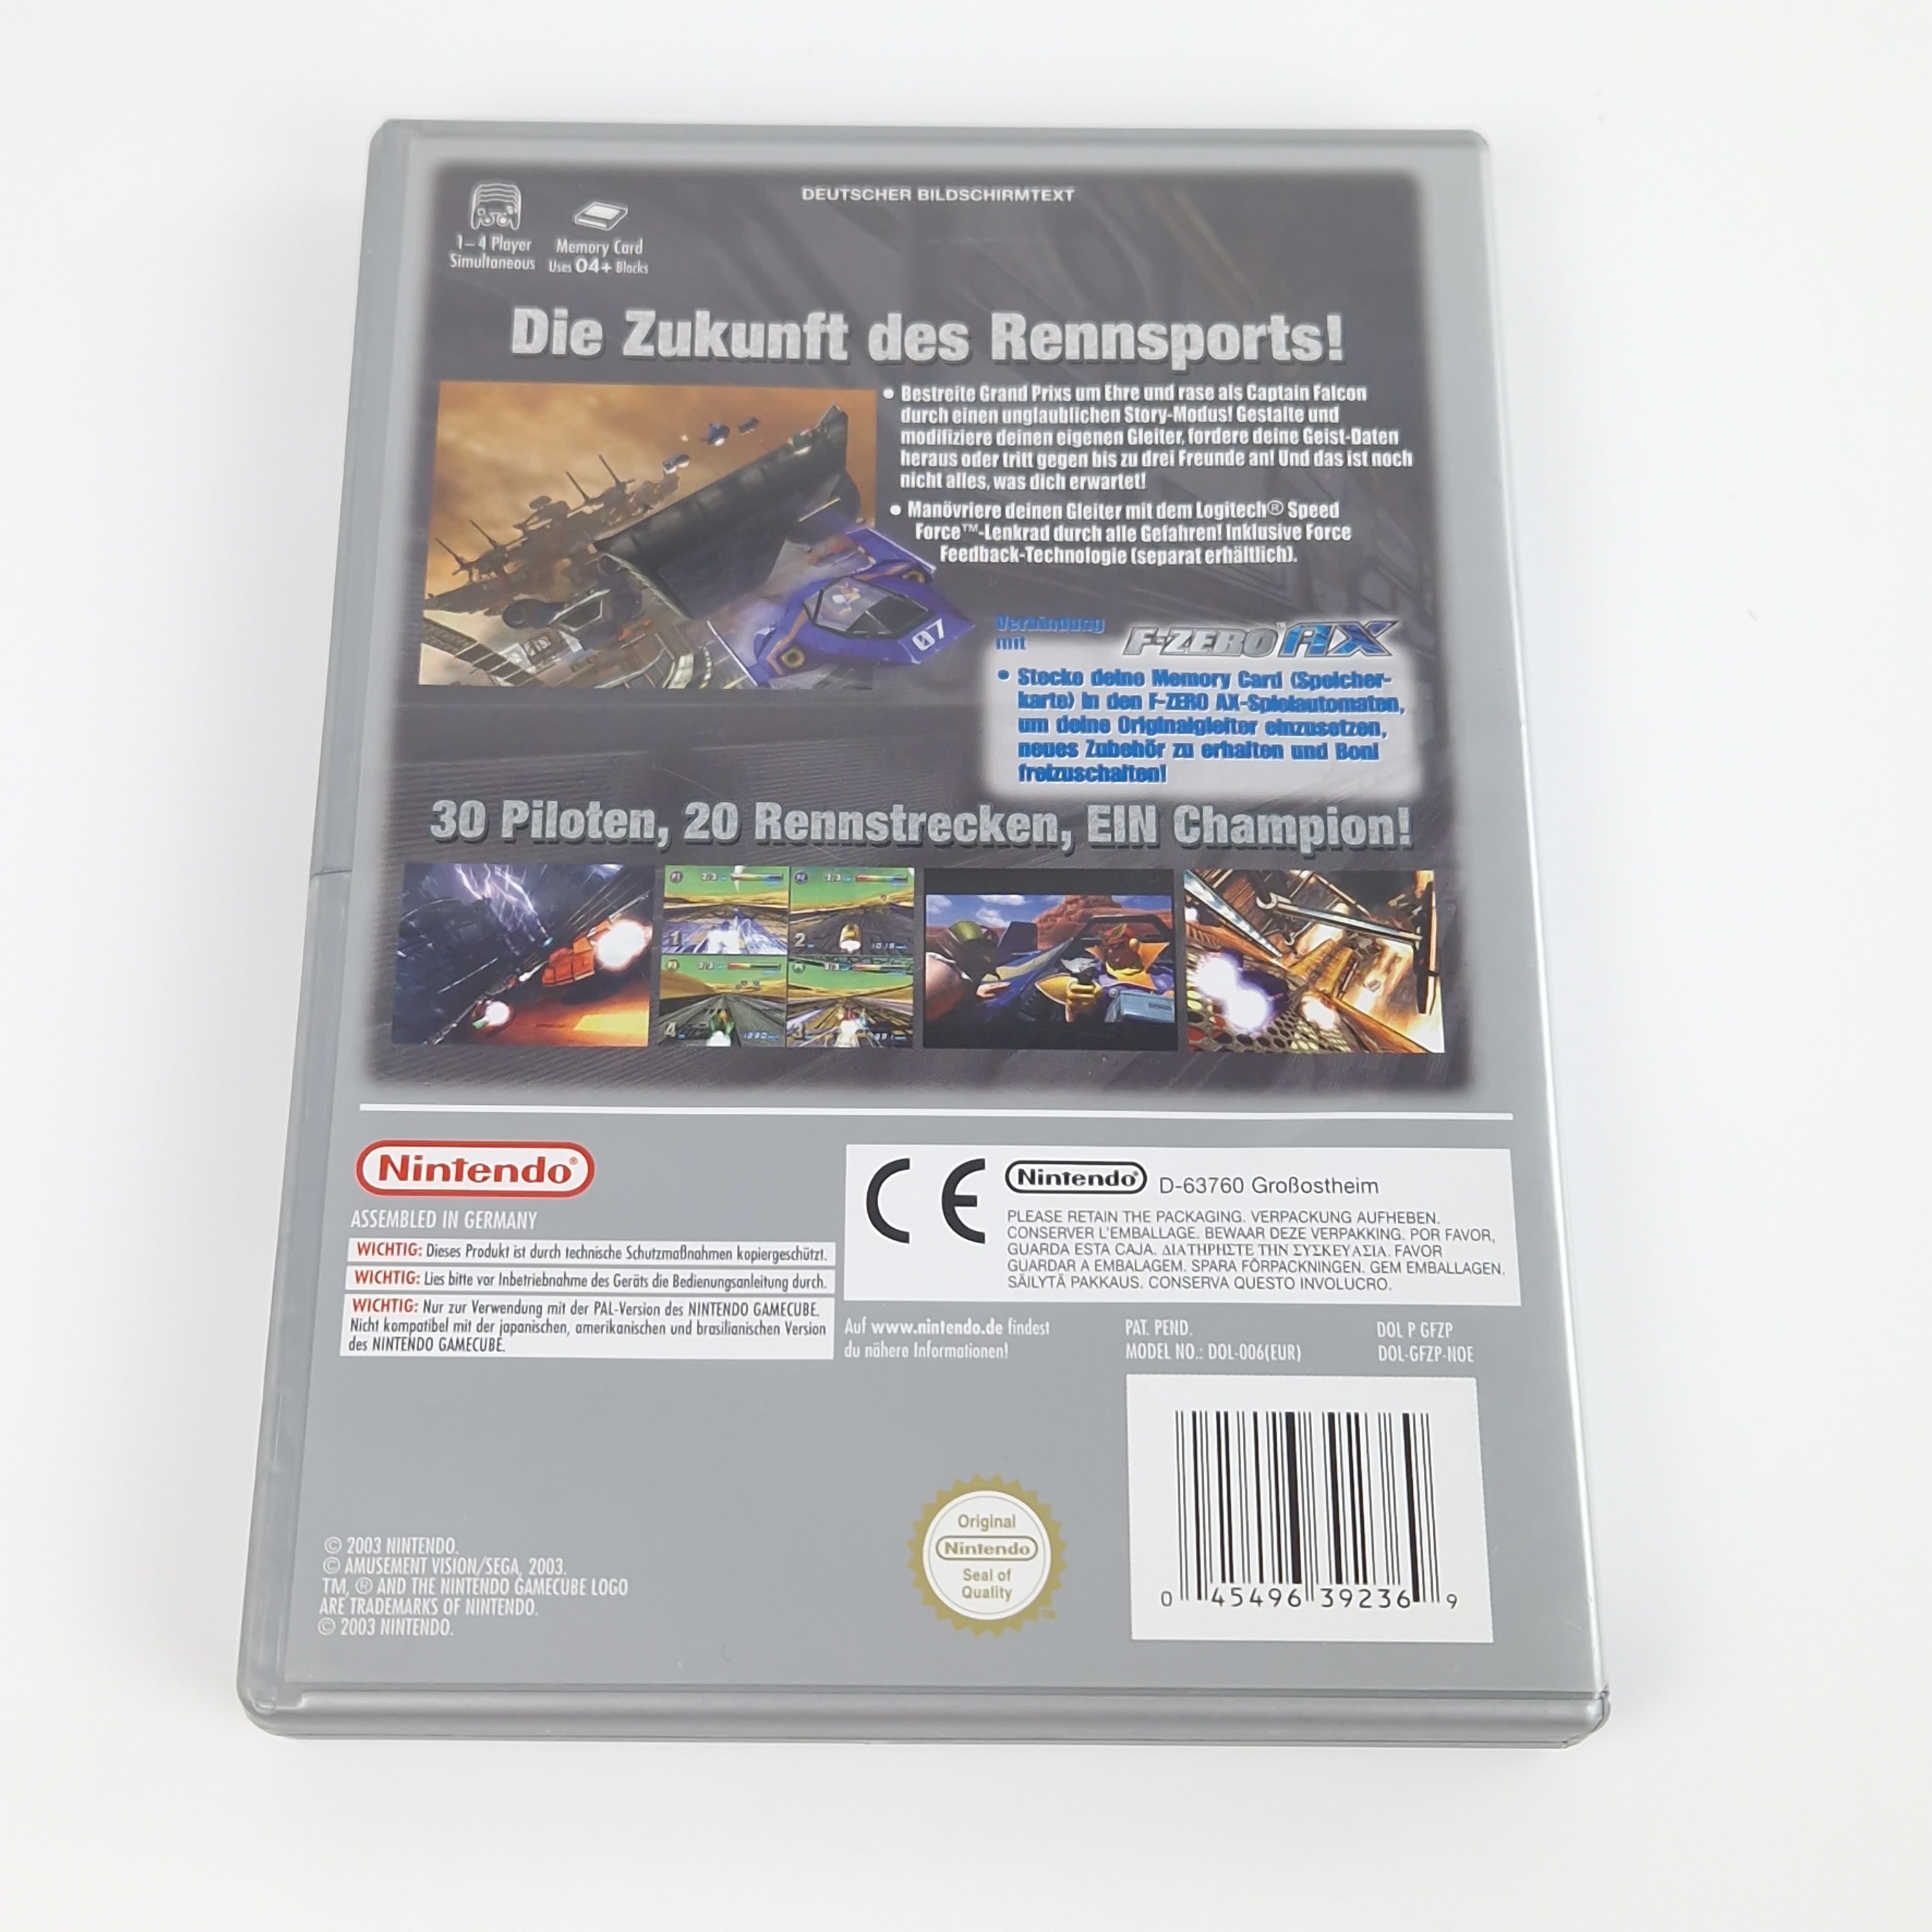 1–4 Player
Simultaneous
Memory Card
Uses 04+ Blocks
DEUTSCHER BILDSCHIRMTEXT
Die Zukunft des Rennsports!
• Bestreite Grand Prixs um Ehre und rase als Captain Falcon
durch einen unglaublichen Story-Modus! Gestalte und
modifiziere deinen eigenen Gleiter, fordere deine Geist-Daten
heraus oder tritt gegen bis zu drei Freunde an! Und das ist noch
nicht alles, was dich erwartet!
• Manövriere deinen Gleiter mit dem Logitech® Speed
Force™-Lenkrad durch alle Gefahren! Inklusive Force
Feedback-Technologie (separat erhältlich).
07
Verbindung
mit
F-ZERO™ AX
• Stecke deine Memory Card (Speicher-
karte) in den F-ZERO AX-Spielautomaten,
um deine Originalgleiter einzusetzen,
neues Zubehör zu erhalten und Boni
freizuschalten!
30 Piloten, 20 Rennstrecken, EIN Champion!
1
2
4
3
Nintendo®
ASSEMBLED IN GERMANY
WICHTIG: Dieses Produkt ist durch technische Schutzmaßnahmen kopiergeschützt.
WICHTIG: Lies bitte vor Inbetriebnahme des Geräts die Bedienungsanleitung durch.
WICHTIG: Nur zur Verwendung mit der PAL-Version des NINTENDO GAMECUBE.
Nicht kompatibel mit der japanischen, amerikanischen und brasilianischen Version
des NINTENDO GAMECUBE.
CE
Nintendo® D-63760 Großostheim
PLEASE RETAIN THE PACKAGING. VERPACKUNG AUFHEBEN.
CONSERVER L'EMBALLAGE. BEWAAR DEZE VERPAKKING. POR FAVOR,
GUARDA ESTA CAJA. ΔΙΑΤΗΡΗΣΤΕ ΤΗΝ ΣΥΣΚΕΥΑΣΙΑ. FAVOR
GUARDAR A EMBALAGEM. SPARA FÖRPACKNINGEN. GEM EMBALLAGEN.
SÄILYTÄ PAKKAUS. CONSERVA QUESTO INVOLUCRO.
Auf www.nintendo.de findest
du nähere Informationen!
PAT. PEND.
MODEL NO.: DOL-006(EUR)
DOL P GFZP
DOL-GFZP-NOE
© 2003 NINTENDO.
© AMUSEMENT VISION/SEGA, 2003.
TM, ® AND THE NINTENDO GAMECUBE LOGO
ARE TRADEMARKS OF NINTENDO.
© 2003 NINTENDO.
Original
Nintendo®
Seal of
Quality
TM
0 45496 39236 9